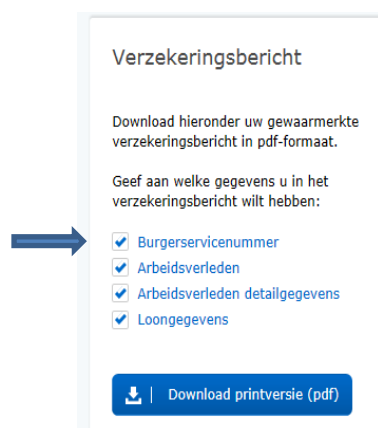 Verzekeringsbericht
Download hieronder uw gewaarmerkte
verzekeringsbericht in pdf-formaat.
Geef aan welke gegevens u in het
verzekeringsbericht wilt hebben:
Burgerservicenummer
Arbeidsverleden
Arbeidsverleden detailgegevens
Loongegevens
Download printversie (pdf)